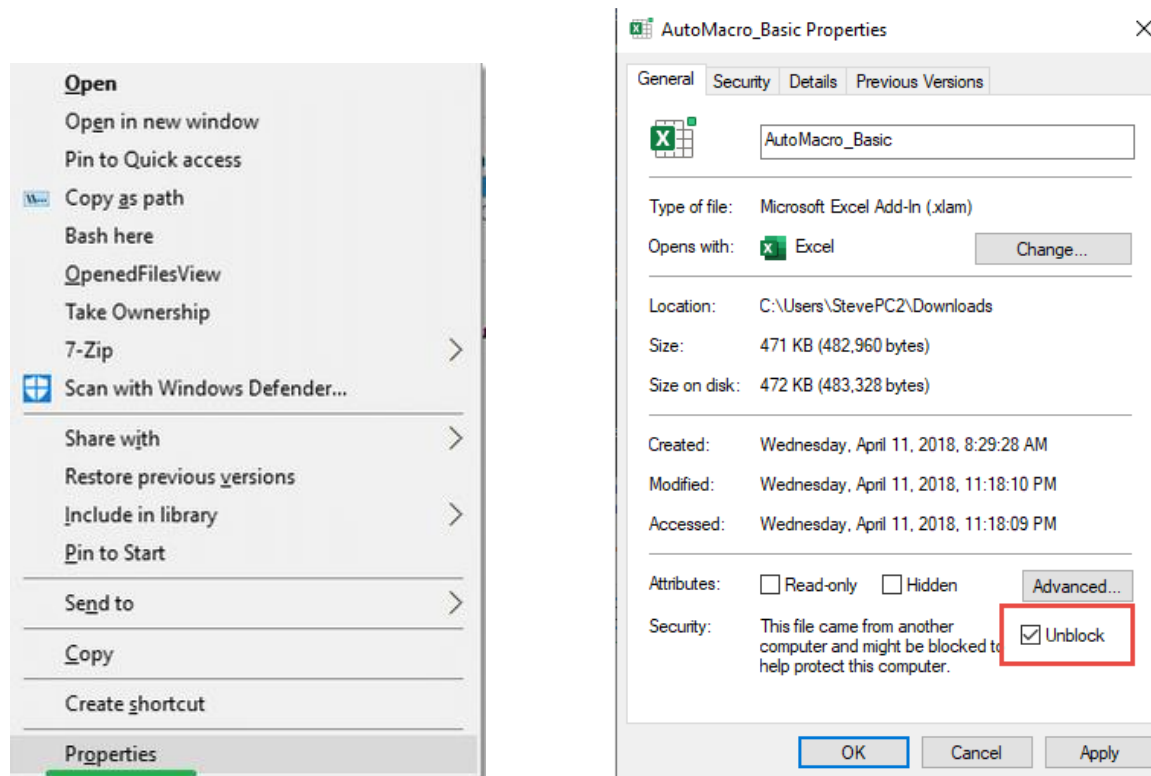 Open
Open in new window
Pin to Quick access
Copy as path
Bash here
OpenedFilesView
Take Ownership
7-Zip
Scan with Windows Defender...
Share with
Restore previous versions
Include in library
Pin to Start
Send to
Copy
Create shortcut
Properties
AutoMacro_Basic Properties
General Security Details Previous Versions
AutoMacro_Basic
Type of file: Microsoft Excel Add-In (.xlam)
Opens with: Excel Change...
Location: C:\Users\StevePC2\Downloads
Size: 471 KB (482,960 bytes)
Size on disk: 472 KB (483,328 bytes)
Created: Wednesday, April 11, 2018, 8:29:28 AM
Modified: Wednesday, April 11, 2018, 11:18:10 PM
Accessed: Wednesday, April 11, 2018, 11:18:09 PM
Attributes: Read-only Hidden Advanced...
Security: This file came from another
computer and might be blocked to Unblock
help protect this computer.
OK Cancel Apply